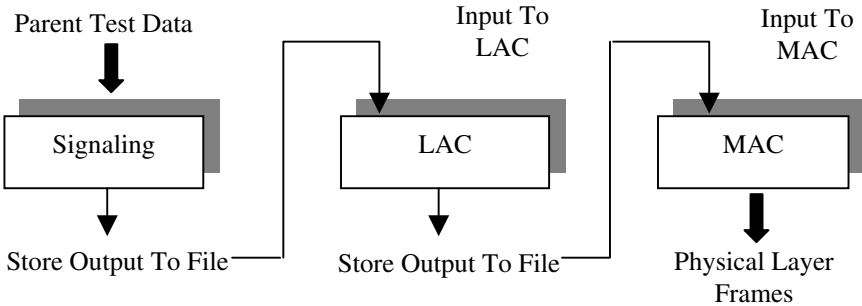 Parent Test Data
Input To
LAC
Input To
MAC
Signaling
LAC
MAC
Store Output To File
Store Output To File
Physical Layer
Frames